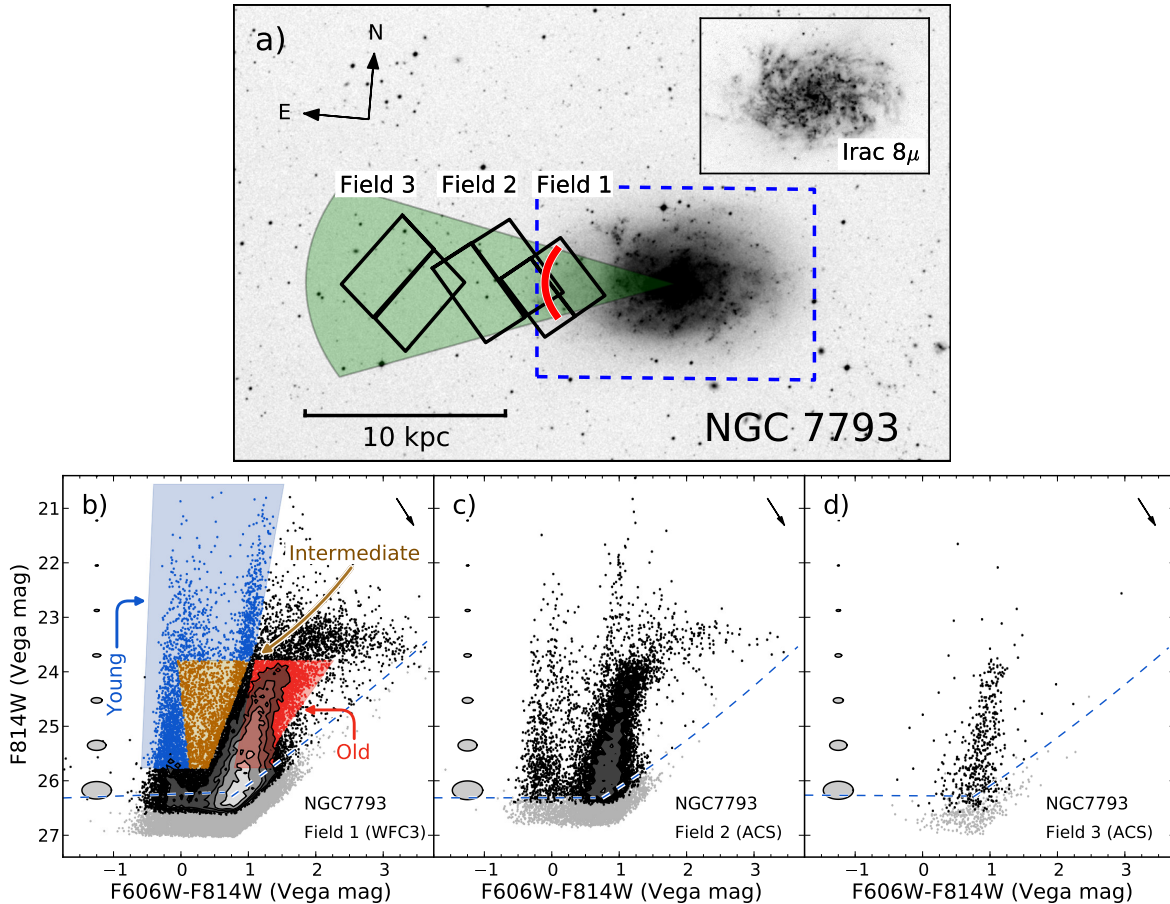 a)
N
E
Irac 8μ
Field 3 Field 2 Field 1
10 kpc
NGC 7793
b)
c)
d)
21
22
23
24
25
26
27
F814W (Vega mag)
Young
Intermediate
Old
NGC7793
Field 1 (WFC3)
NGC7793
Field 2 (ACS)
NGC7793
Field 3 (ACS)
−1 0 1 2 3
−1 0 1 2 3
−1 0 1 2 3
F606W-F814W (Vega mag)
F606W-F814W (Vega mag)
F606W-F814W (Vega mag)